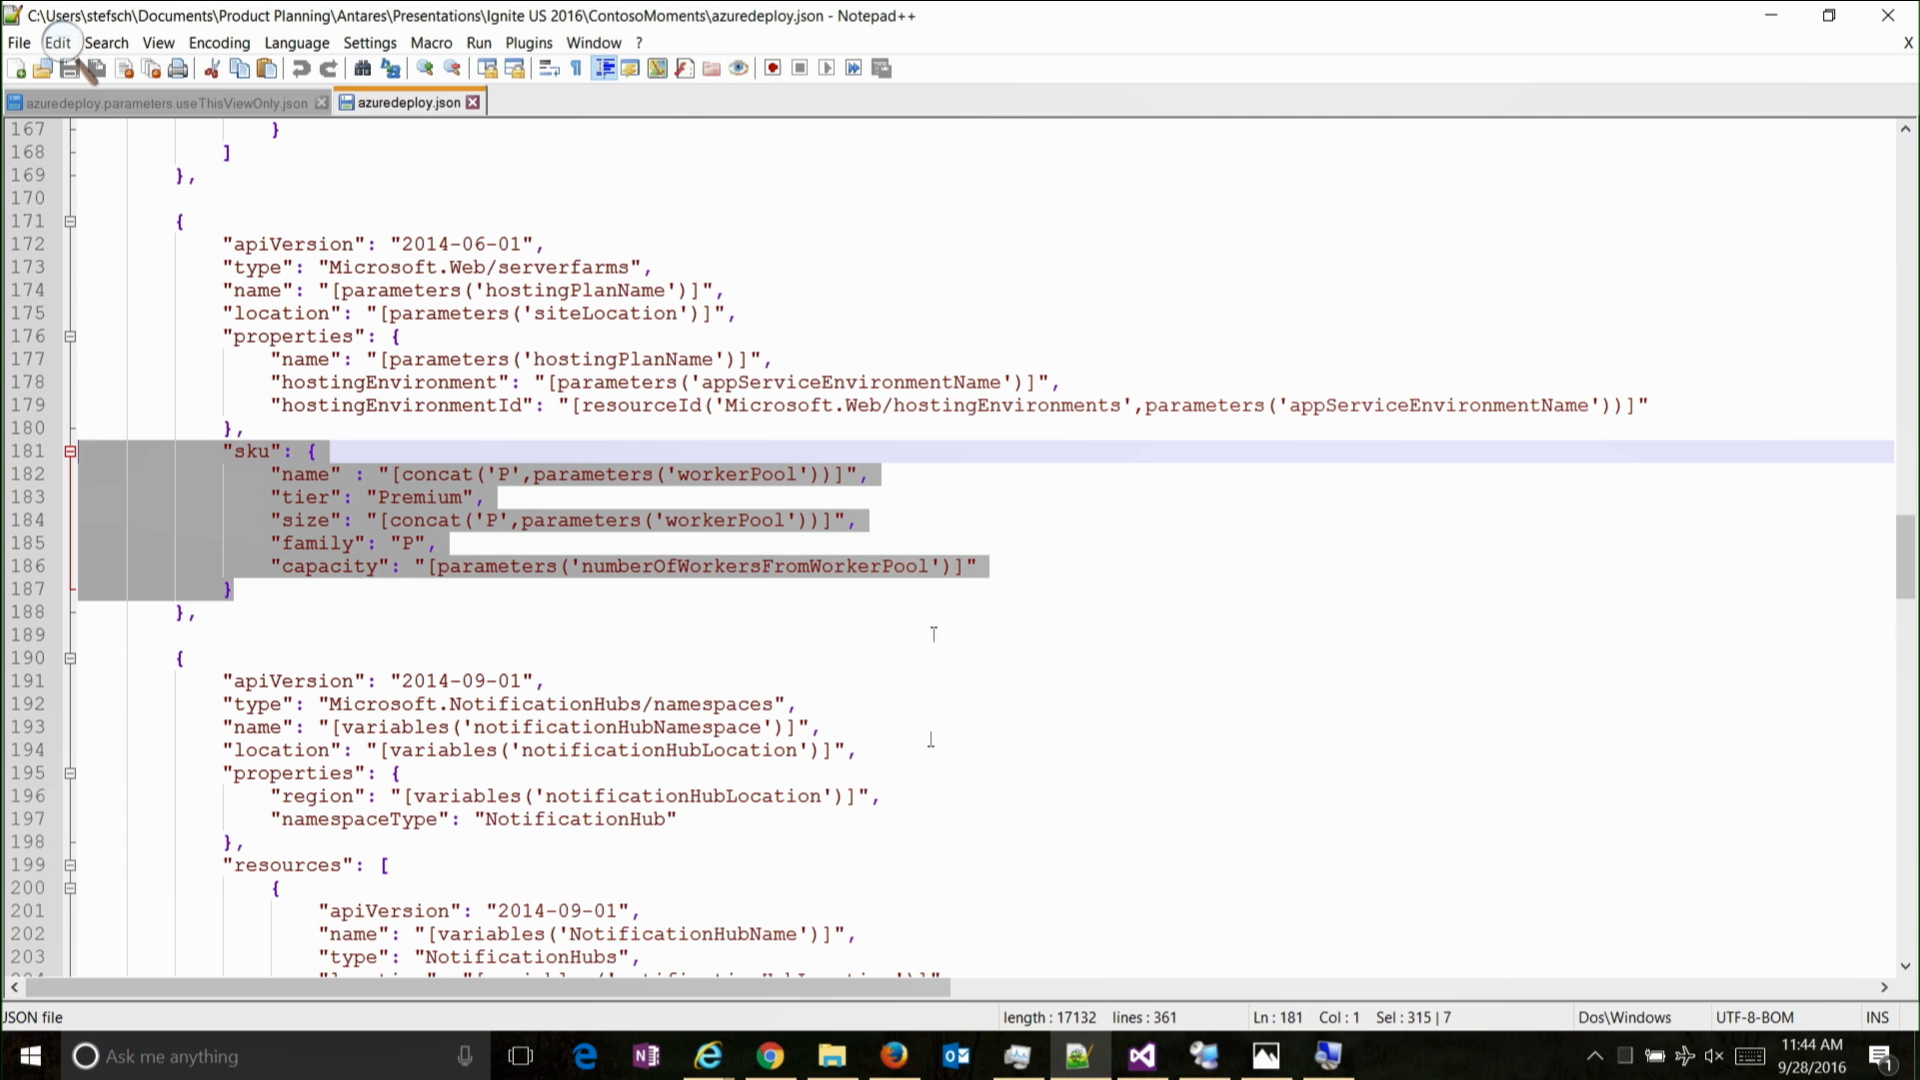 C:\Users\stefsch\Documents\Product Planning\Antares\Presentations\Ignite US 2016\ContosoMoments\azuredeploy.json - Notepad++
File Edit Search View Encoding Language Settings Macro Run Plugins Window ? X
azuredeploy.parameters.useThisViewOnly.json azuredeploy.json
167 }
168 ]
169 },
170
171 {
172 "apiVersion": "2014-06-01",
173 "type": "Microsoft.Web/serverfarms",
174 "name": "[parameters('hostingPlanName')]",
175 "location": "[parameters('siteLocation')]",
176 "properties": {
177 "name": "[parameters('hostingPlanName')]",
178 "hostingEnvironment": "[parameters('appServiceEnvironmentName')]",
179 "hostingEnvironmentId": "[resourceId('Microsoft.Web/hostingEnvironments',parameters('appServiceEnvironmentName'))]"
180 },
181 "sku": {
182 "name" : "[concat('P',parameters('workerPool'))]",
183 "tier": "Premium",
184 "size": "[concat('P',parameters('workerPool'))]",
185 "family": "P",
186 "capacity": "[parameters('numberOfWorkersFromWorkerPool')]"
187 }
188 },
189
190 {
191 "apiVersion": "2014-09-01",
192 "type": "Microsoft.NotificationHubs/namespaces",
193 "name": "[variables('notificationHubNamespace')]",
194 "location": "[variables('notificationHubLocation')]",
195 "properties": {
196 "region": "[variables('notificationHubLocation')]",
197 "namespaceType": "NotificationHub"
198 },
199 "resources": [
200 {
201 "apiVersion": "2014-09-01",
202 "name": "[variables('NotificationHubName')]",
203 "type": "NotificationHubs",
JSON file length : 17132 lines : 361 Ln : 181 Col : 1 Sel : 315 | 7 Dos\Windows UTF-8-BOM INS
Ask me anything
11:44 AM
9/28/2016
1